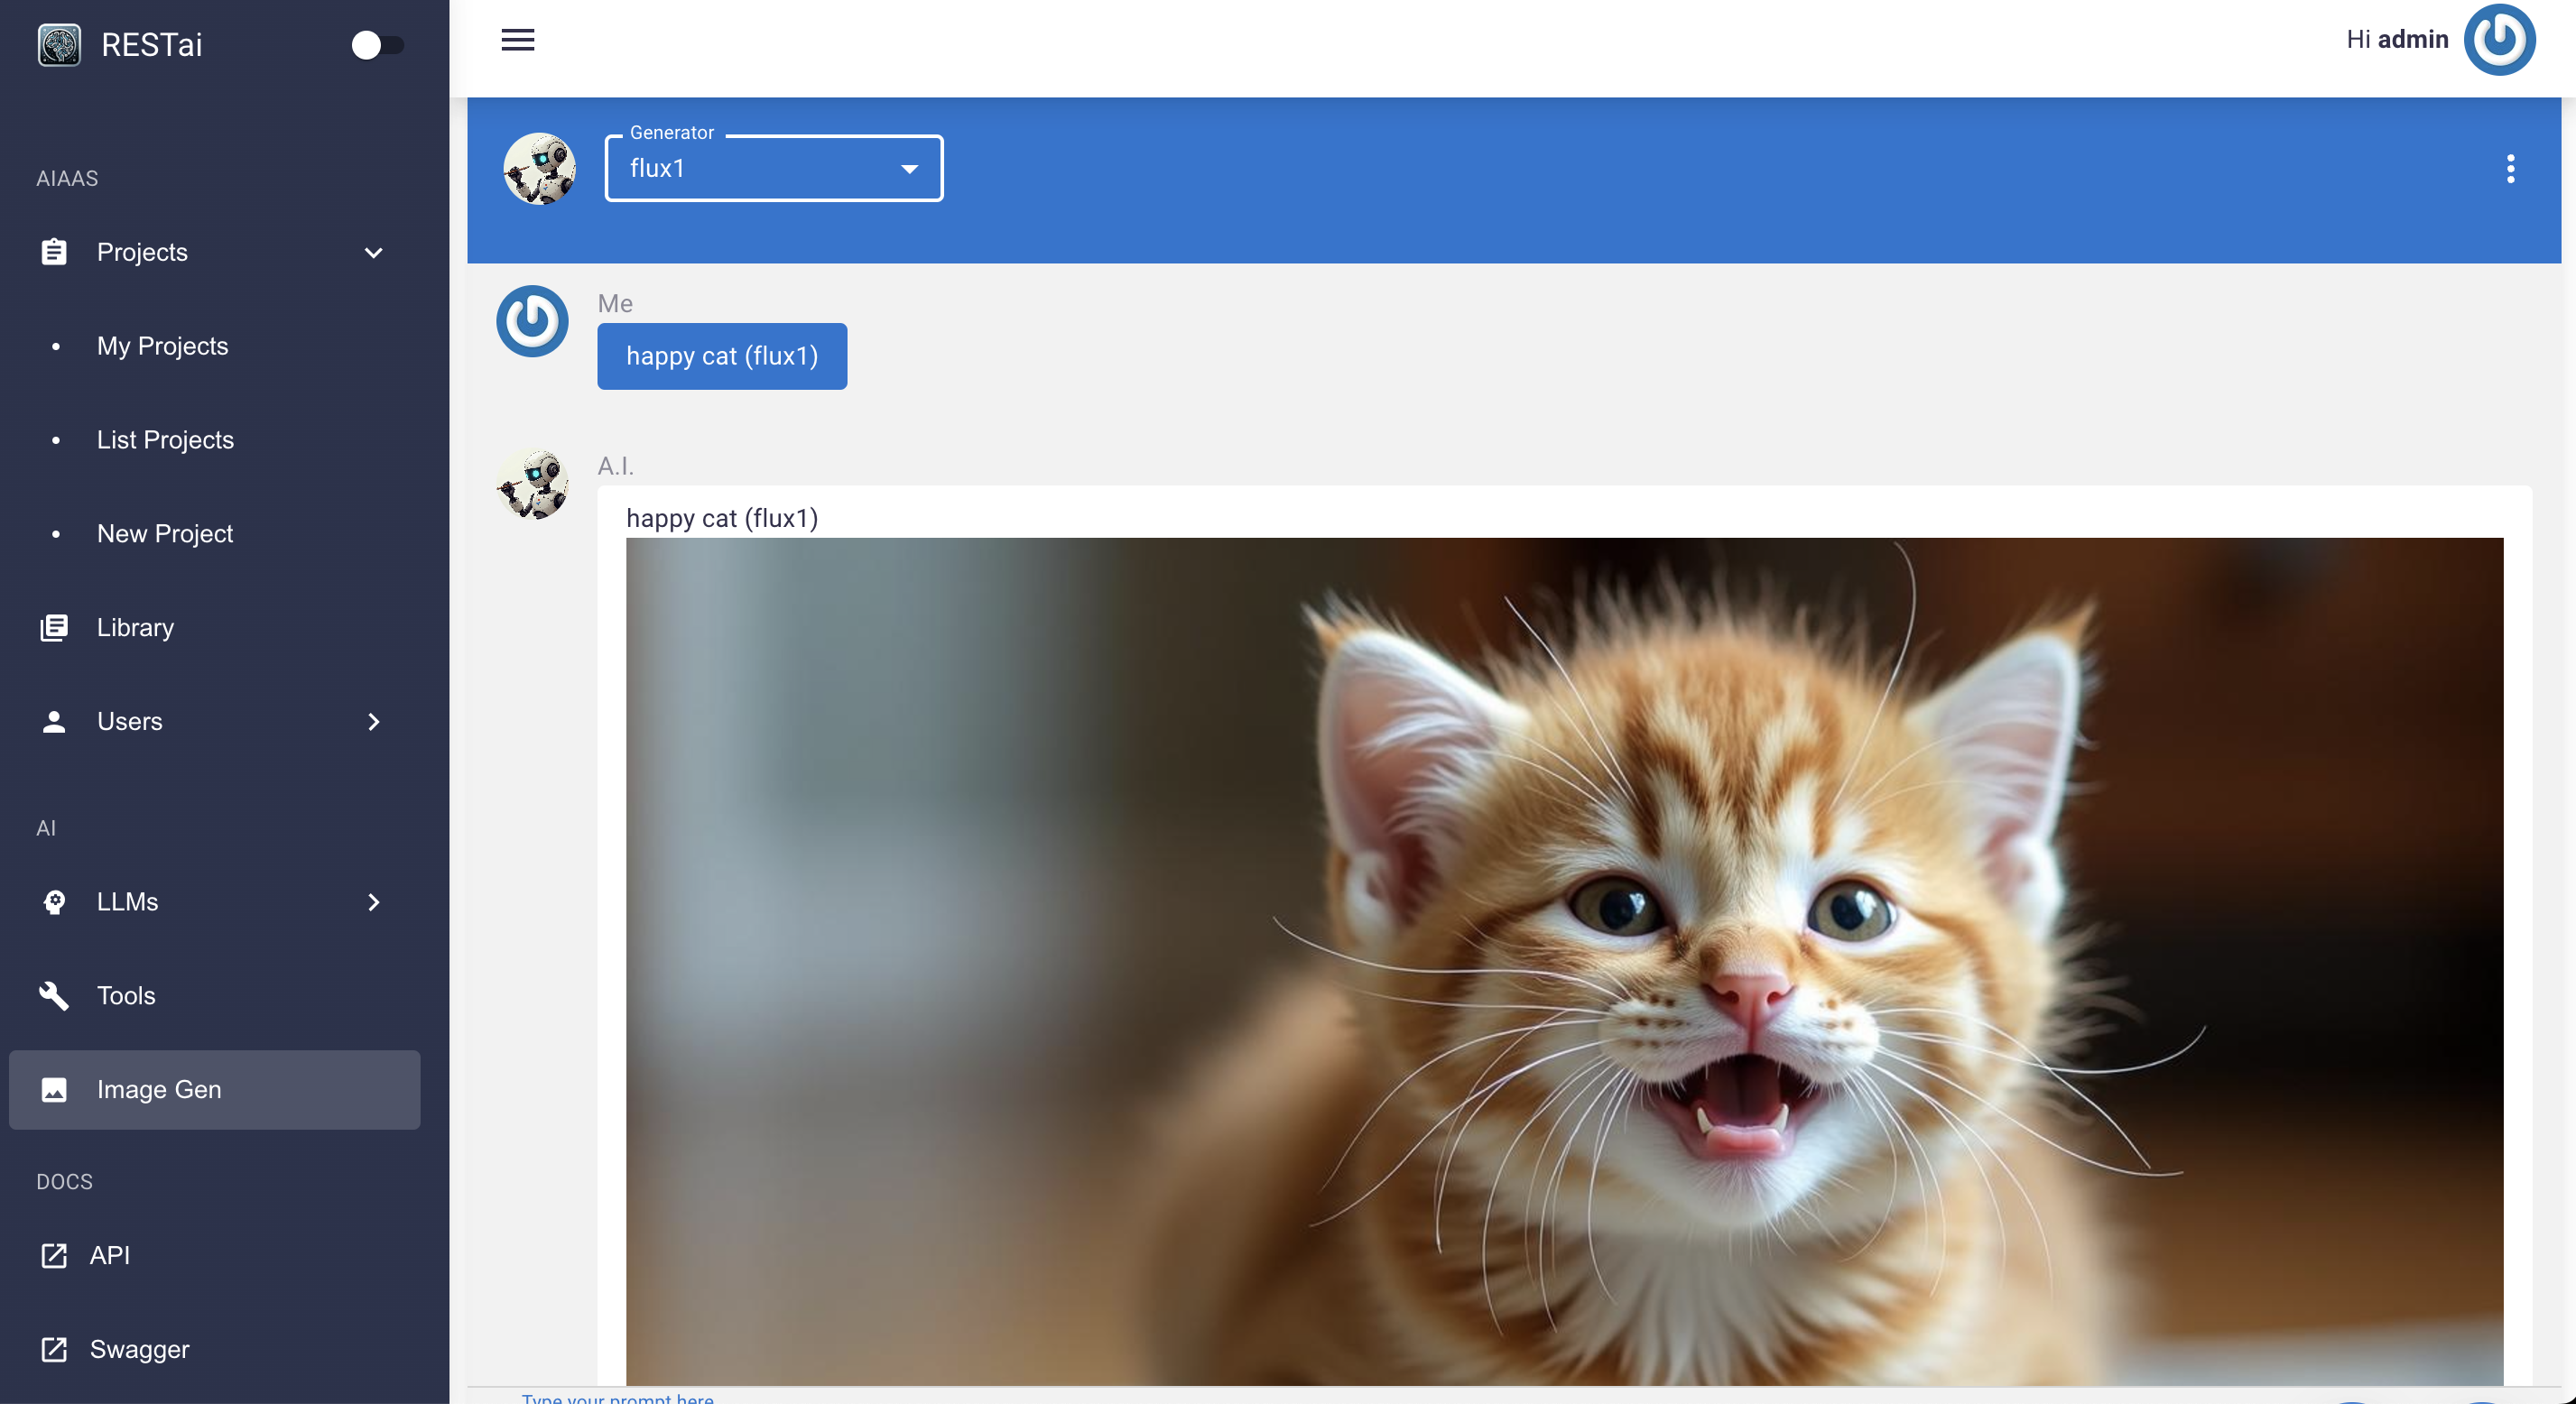 RESTai
Hi admin
AIAAS
Projects
My Projects
List Projects
New Project
Library
Users
AI
LLMs
Tools
Image Gen
DOCS
API
Swagger
Generator
flux1
Me
happy cat (flux1)
A.I.
happy cat (flux1)
Type your prompt here